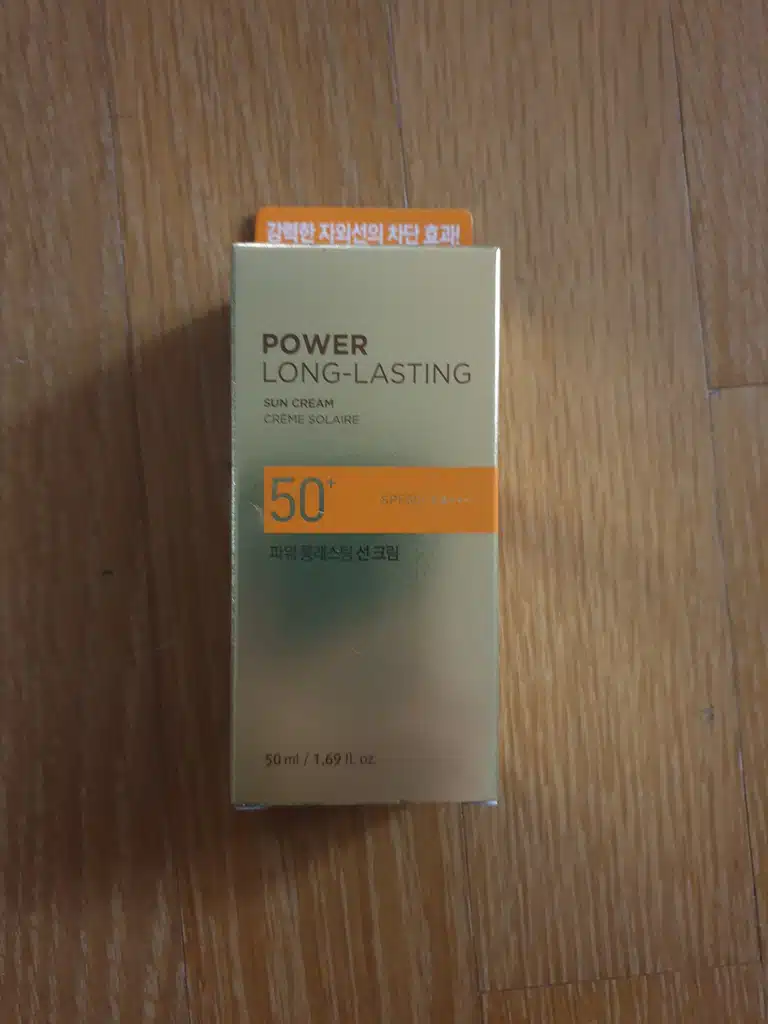 강력한 자외선의 차단 효과!
POWER
LONG-LASTING
SUN CREAM
CRÈME SOLAIRE
50+
파워 롱래스팅 선 크림
50 ml / 1.69 fl. oz.